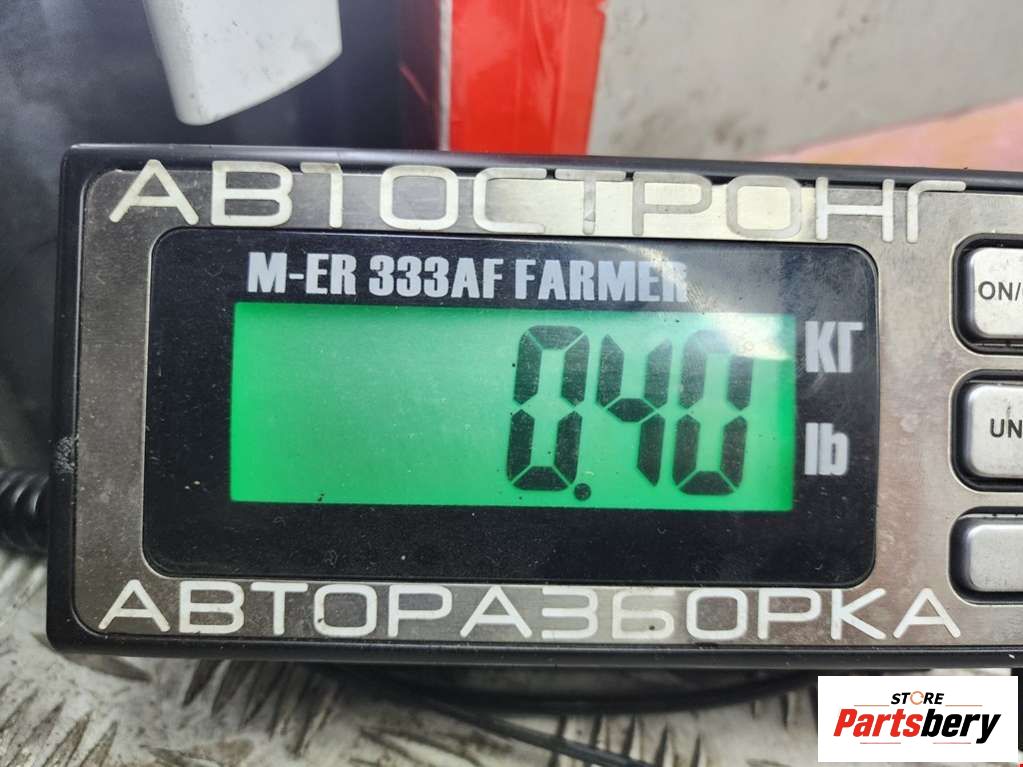 АВТОСТРОНГ
M-ER 333AF FARMER
ON/
0.40
КГ
UN
lb
АВТОРАЗБОРКА
STORE
Partsbery